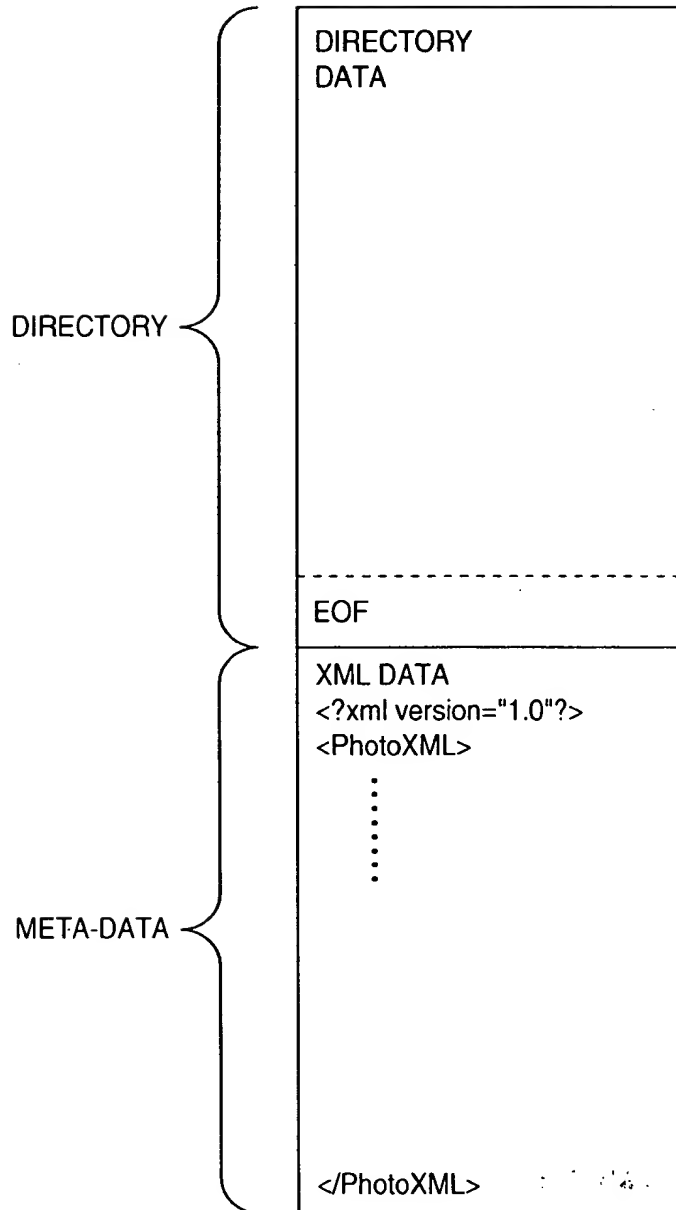 DIRECTORY
DATA
DIRECTORY
EOF
XML DATA
<?xml version="1.0"?>
<PhotoXML>
META-DATA
</PhotoXML>